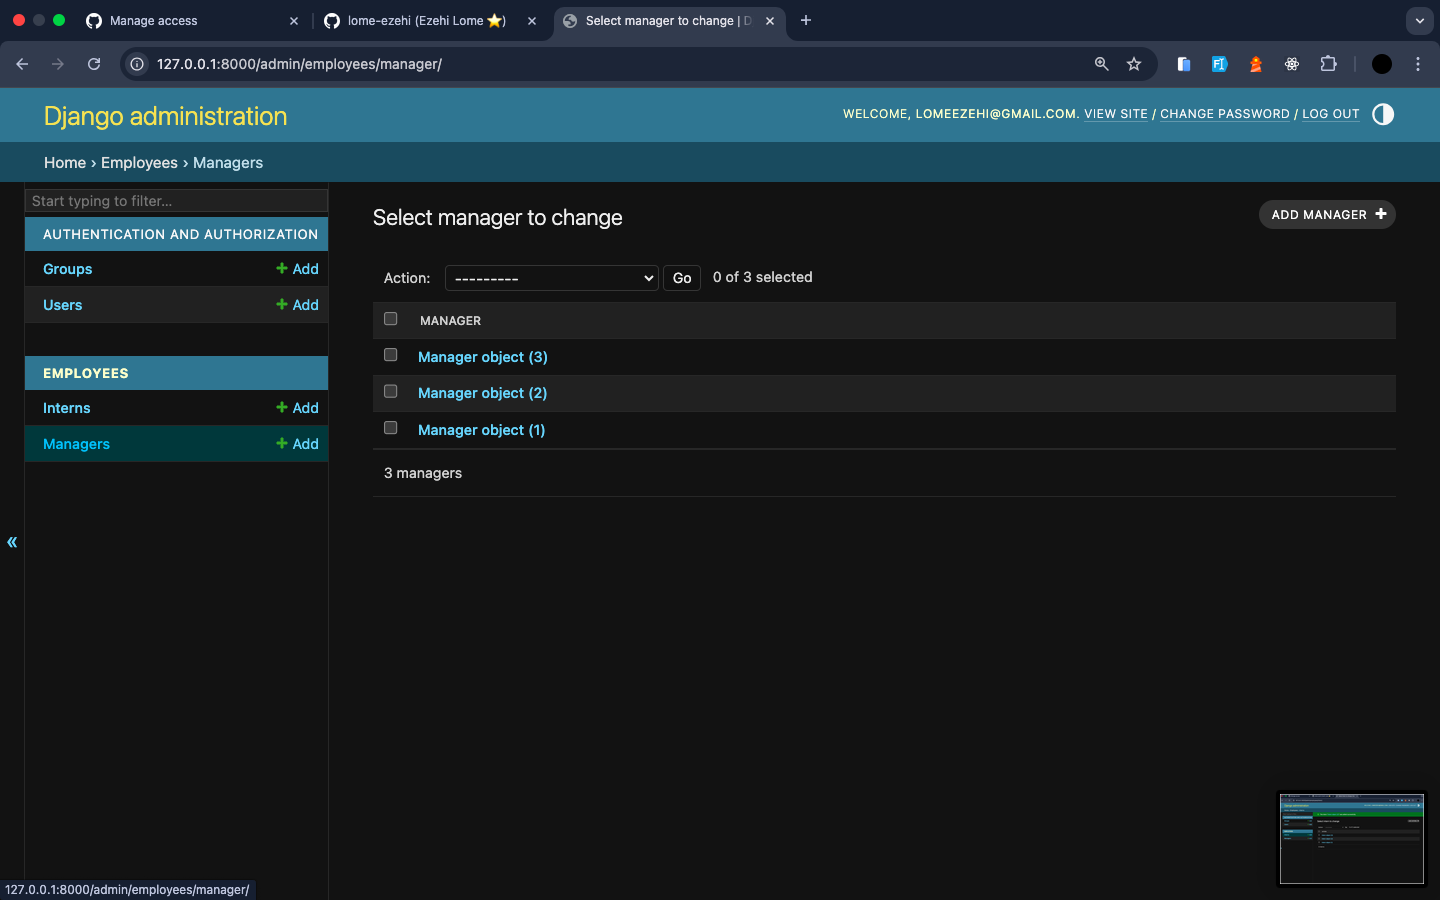 Manage access
lome-ezehi (Ezehi Lome ⭐)
Select manager to change | D
127.0.0.1:8000/admin/employees/manager/
Django administration
WELCOME, LOMEEZEHI@GMAIL.COM. VIEW SITE / CHANGE PASSWORD / LOG OUT
Home › Employees › Managers
Start typing to filter...
AUTHENTICATION AND AUTHORIZATION
Groups + Add
Users + Add
EMPLOYEES
Interns + Add
Managers + Add
«
Select manager to change
ADD MANAGER +
Action: --------- Go 0 of 3 selected
MANAGER
Manager object (3)
Manager object (2)
Manager object (1)
3 managers
127.0.0.1:8000/admin/employees/manager/